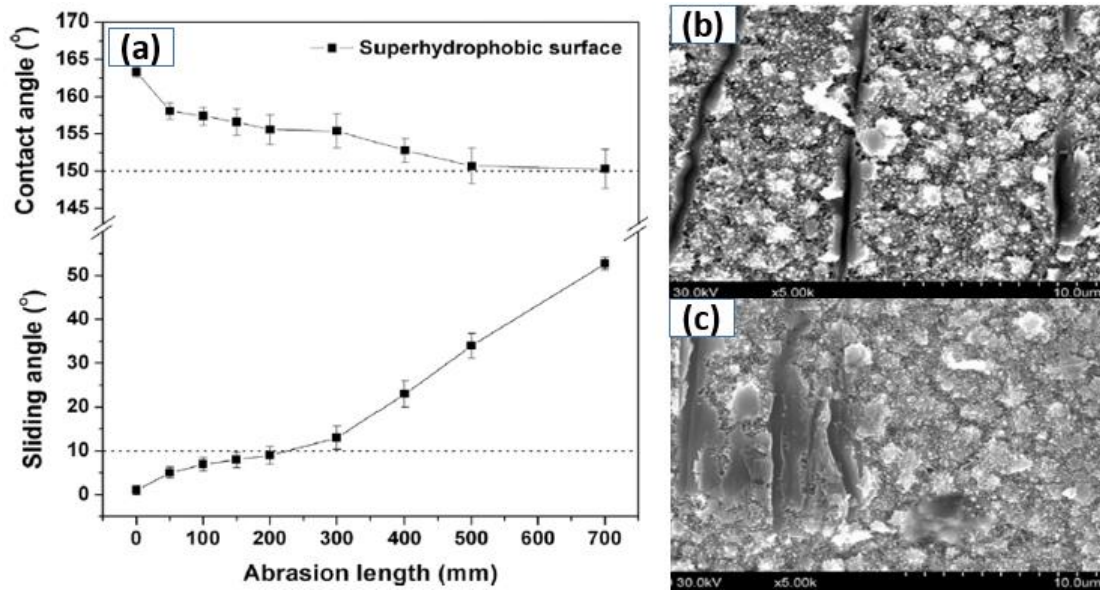 (a)
Superhydrophobic surface
Contact angle (°)
170
165
160
155
150
145
Sliding angle (°)
50
40
30
20
10
0
0 100 200 300 400 500 600 700
Abrasion length (mm)
(b)
30.0kV x5.00k 10.0um
(c)
30.0kV x5.00k 10.0um